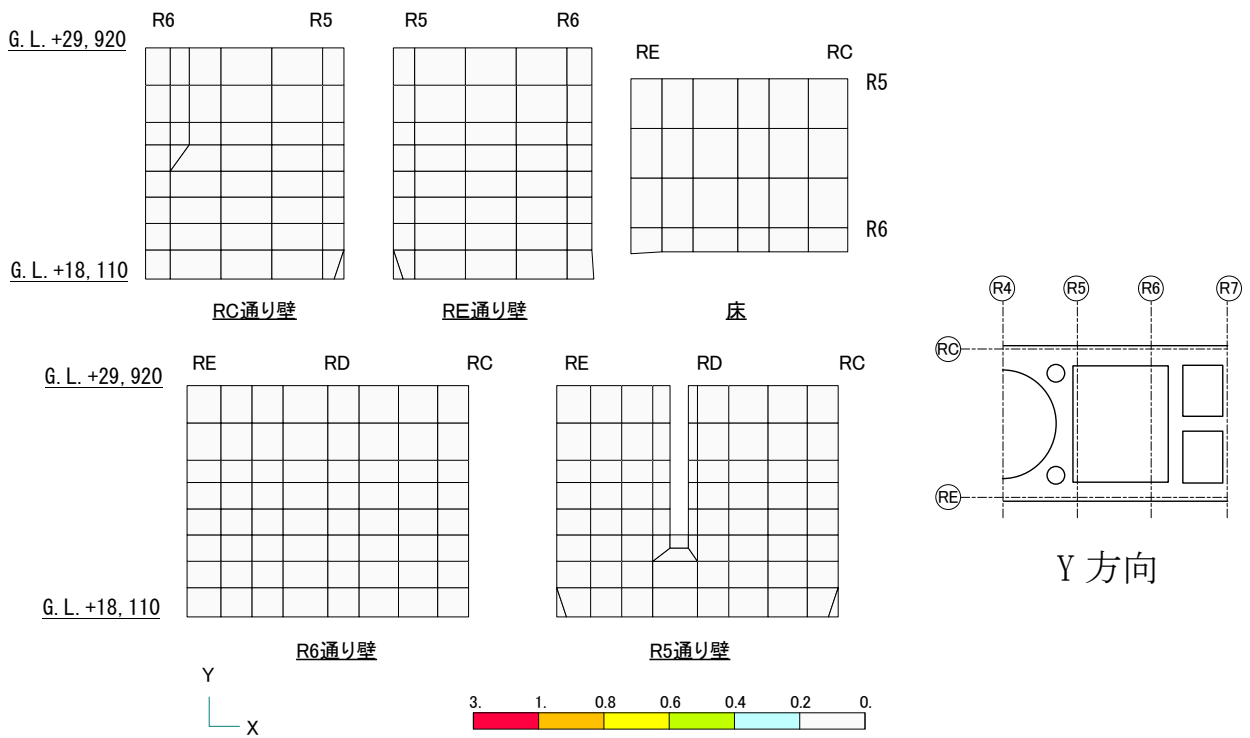 R6 R5
G.L.+29,920
G.L.+18,110
RC通り壁
R5 R6
RE通り壁
RE RC
R5
R6
床
RE RD RC
G.L.+29,920
G.L.+18,110
R6通り壁
RE RD RC
R5通り壁
Y
X
3. 1. 0.8 0.6 0.4 0.2 0.
R4 R5 R6 R7
RC
RE
Y 方向